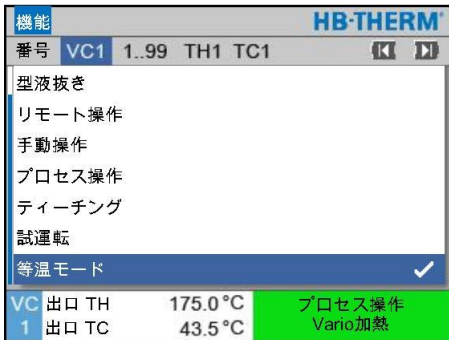 機能 HB-THERM®
番号 VC1 1..99 TH1 TC1
型液抜き
リモート操作
手動操作
プロセス操作
ティーチング
試運転
等温モード
VC 出口 TH 175.0°C プロセス操作
1 出口 TC 43.5°C Vario加熱